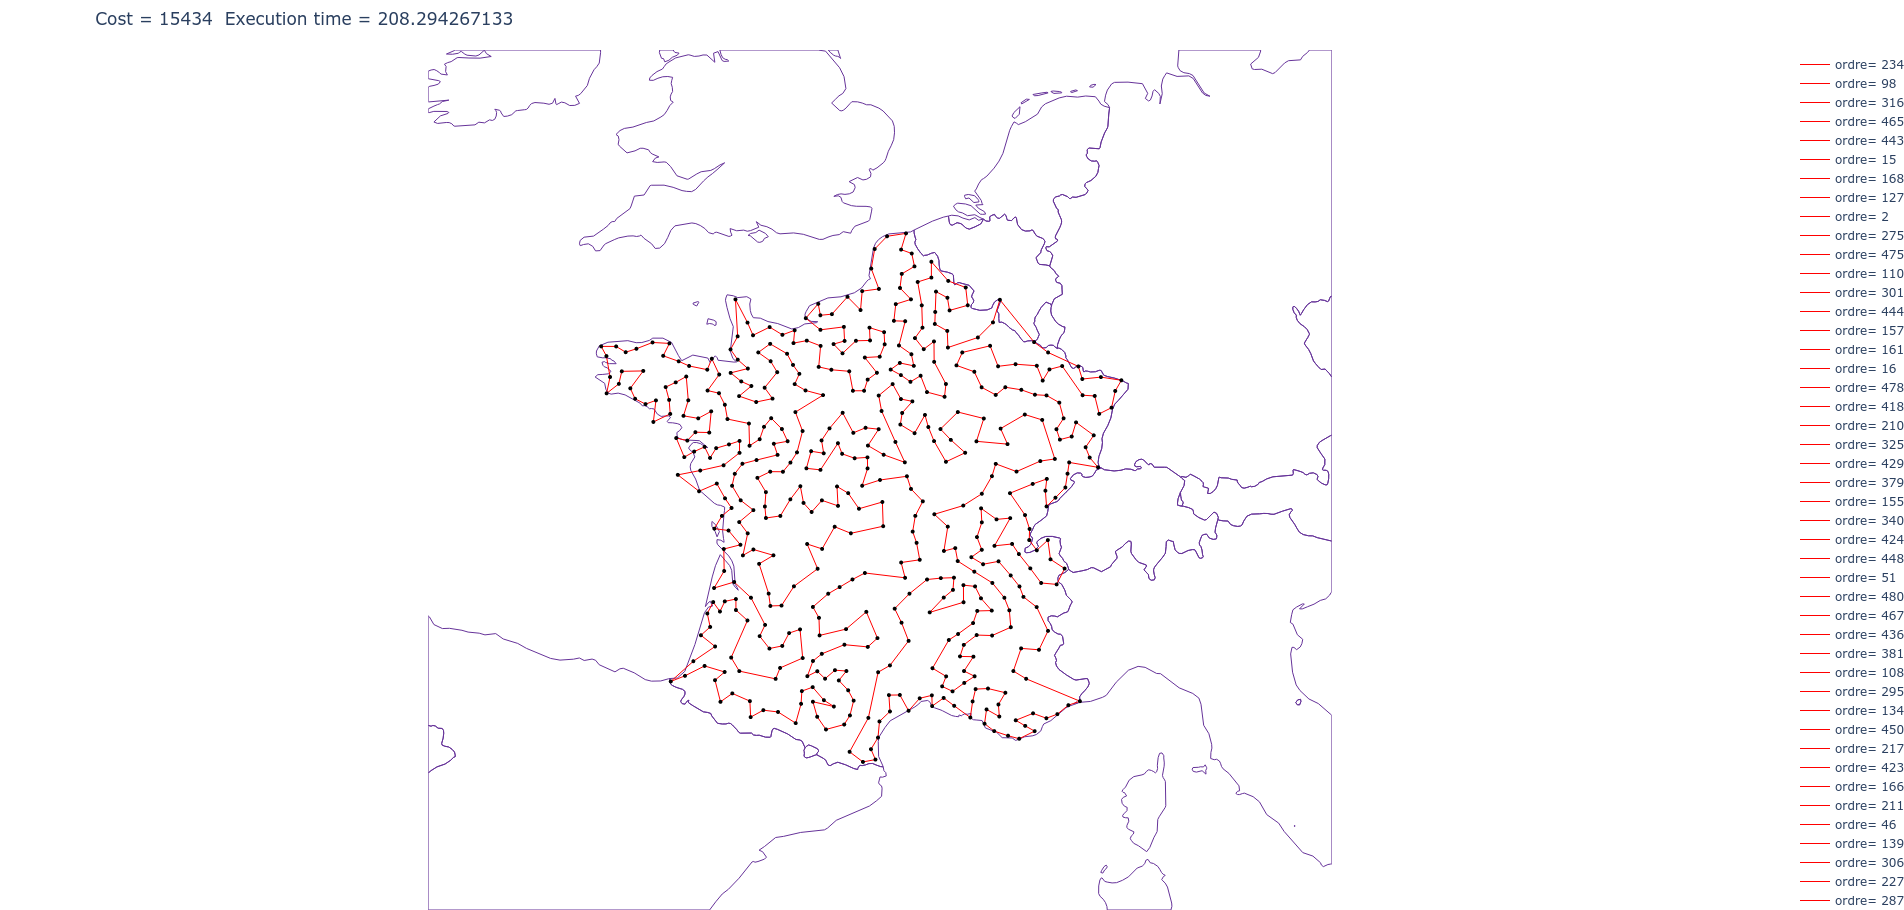 Cost = 15434  Execution time = 208.294267133
ordre= 234
ordre= 98
ordre= 316
ordre= 465
ordre= 443
ordre= 15
ordre= 168
ordre= 127
ordre= 2
ordre= 275
ordre= 475
ordre= 110
ordre= 301
ordre= 444
ordre= 157
ordre= 161
ordre= 16
ordre= 478
ordre= 418
ordre= 210
ordre= 325
ordre= 429
ordre= 379
ordre= 155
ordre= 340
ordre= 424
ordre= 448
ordre= 51
ordre= 480
ordre= 467
ordre= 436
ordre= 381
ordre= 108
ordre= 295
ordre= 134
ordre= 450
ordre= 217
ordre= 423
ordre= 166
ordre= 211
ordre= 46
ordre= 139
ordre= 306
ordre= 227
ordre= 287